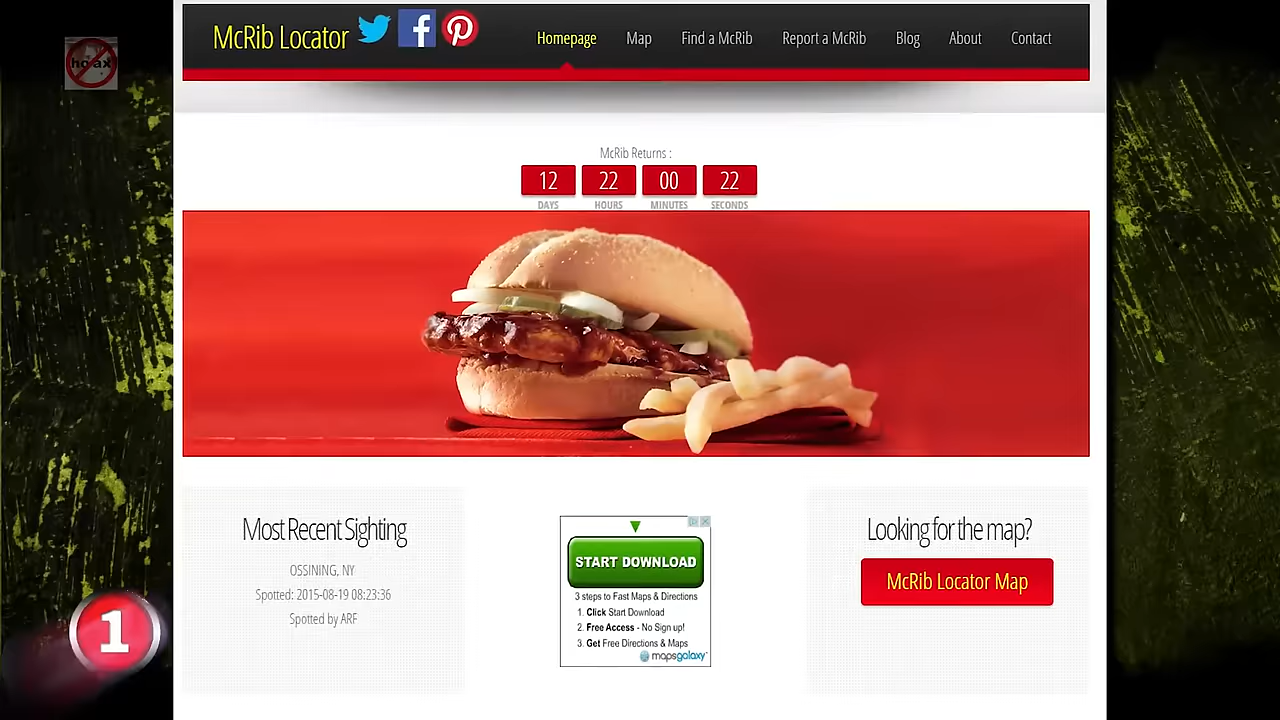 McRib Locator
Homepage Map Find a McRib Report a McRib Blog About Contact
hoax
McRib Returns :
12 22 00 22
DAYS HOURS MINUTES SECONDS
Most Recent Sighting
OSSINING, NY
Spotted: 2015-08-19 08:23:36
Spotted by ARF
START DOWNLOAD
3 steps to Fast Maps & Directions
1. Click Start Download
2. Free Access - No Sign up!
3. Get Free Directions & Maps
mapsgalaxy
Looking for the map?
McRib Locator Map
1